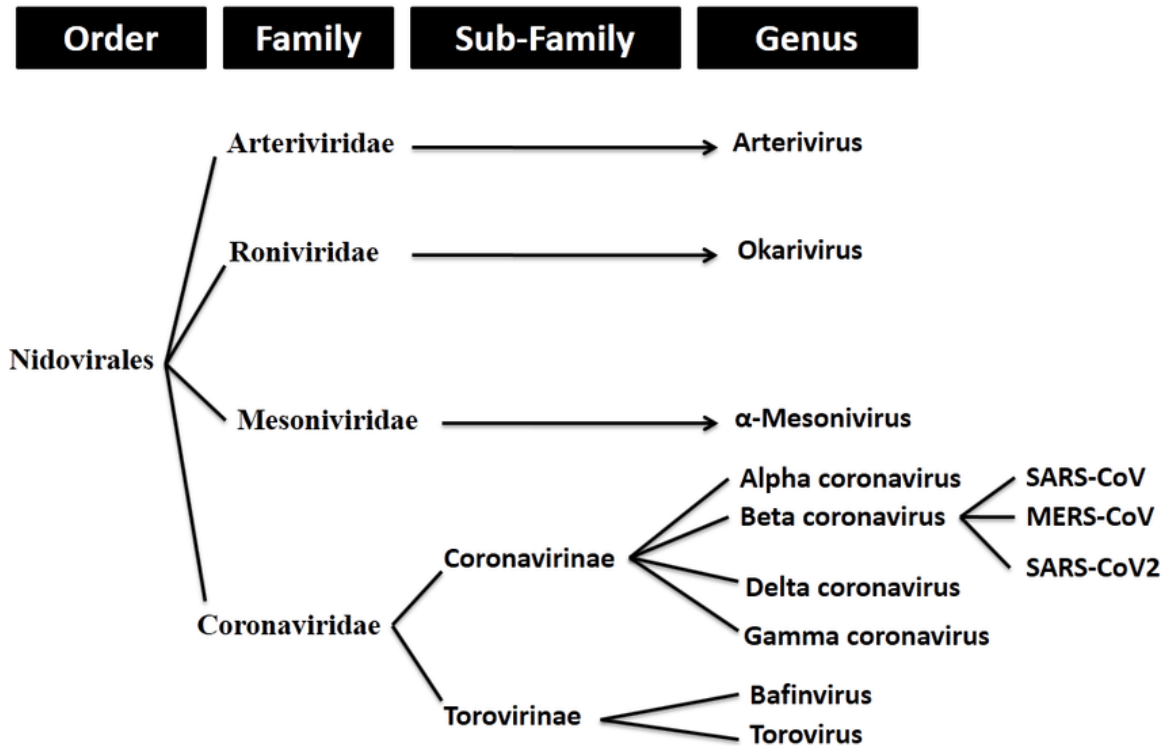 Order Family Sub-Family Genus
Arteriviridae Arterivirus
Roniviridae Okarivirus
Nidovirales
Mesoniviridae α-Mesonivirus
Alpha coronavirus SARS-CoV
Beta coronavirus MERS-CoV
Coronavirinae
SARS-CoV2
Delta coronavirus
Coronaviridae
Gamma coronavirus
Bafinvirus
Torovirinae
Torovirus